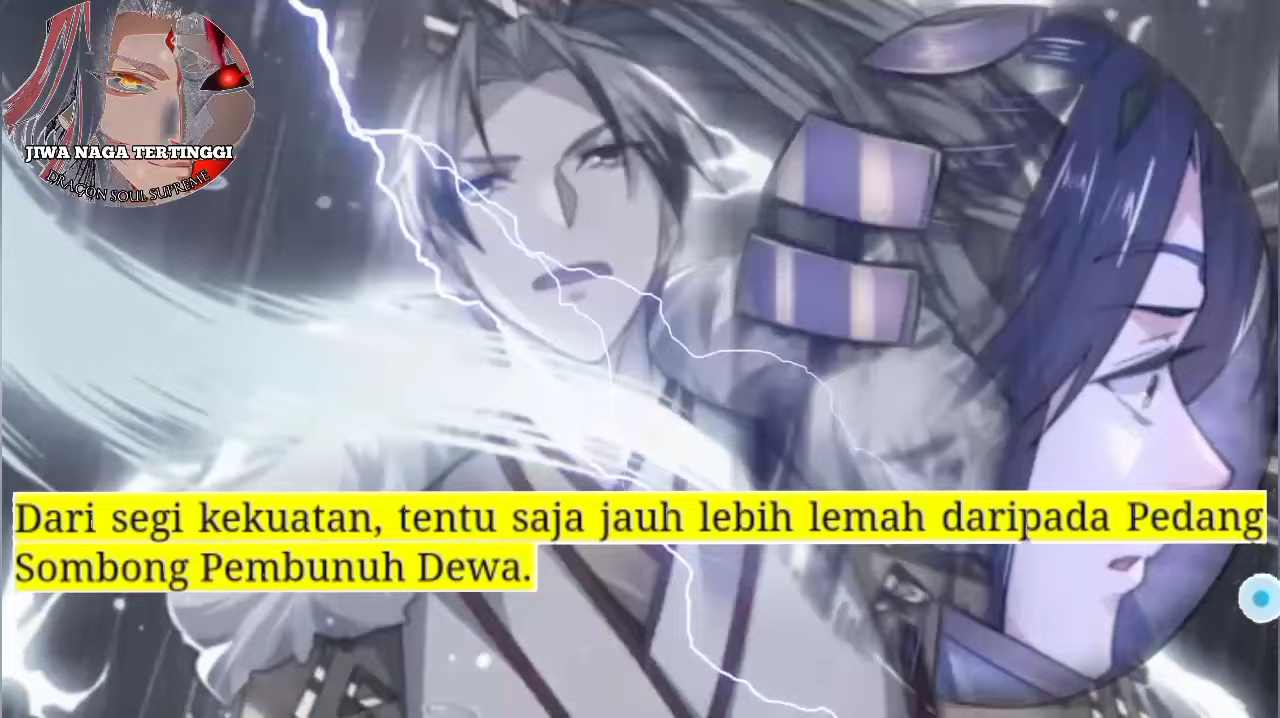 JIWA NAGA TERTINGGI
DRAGON SOUL SUPREME
Dari segi kekuatan, tentu saja jauh lebih lemah daripada Pedang
Sombong Pembunuh Dewa.